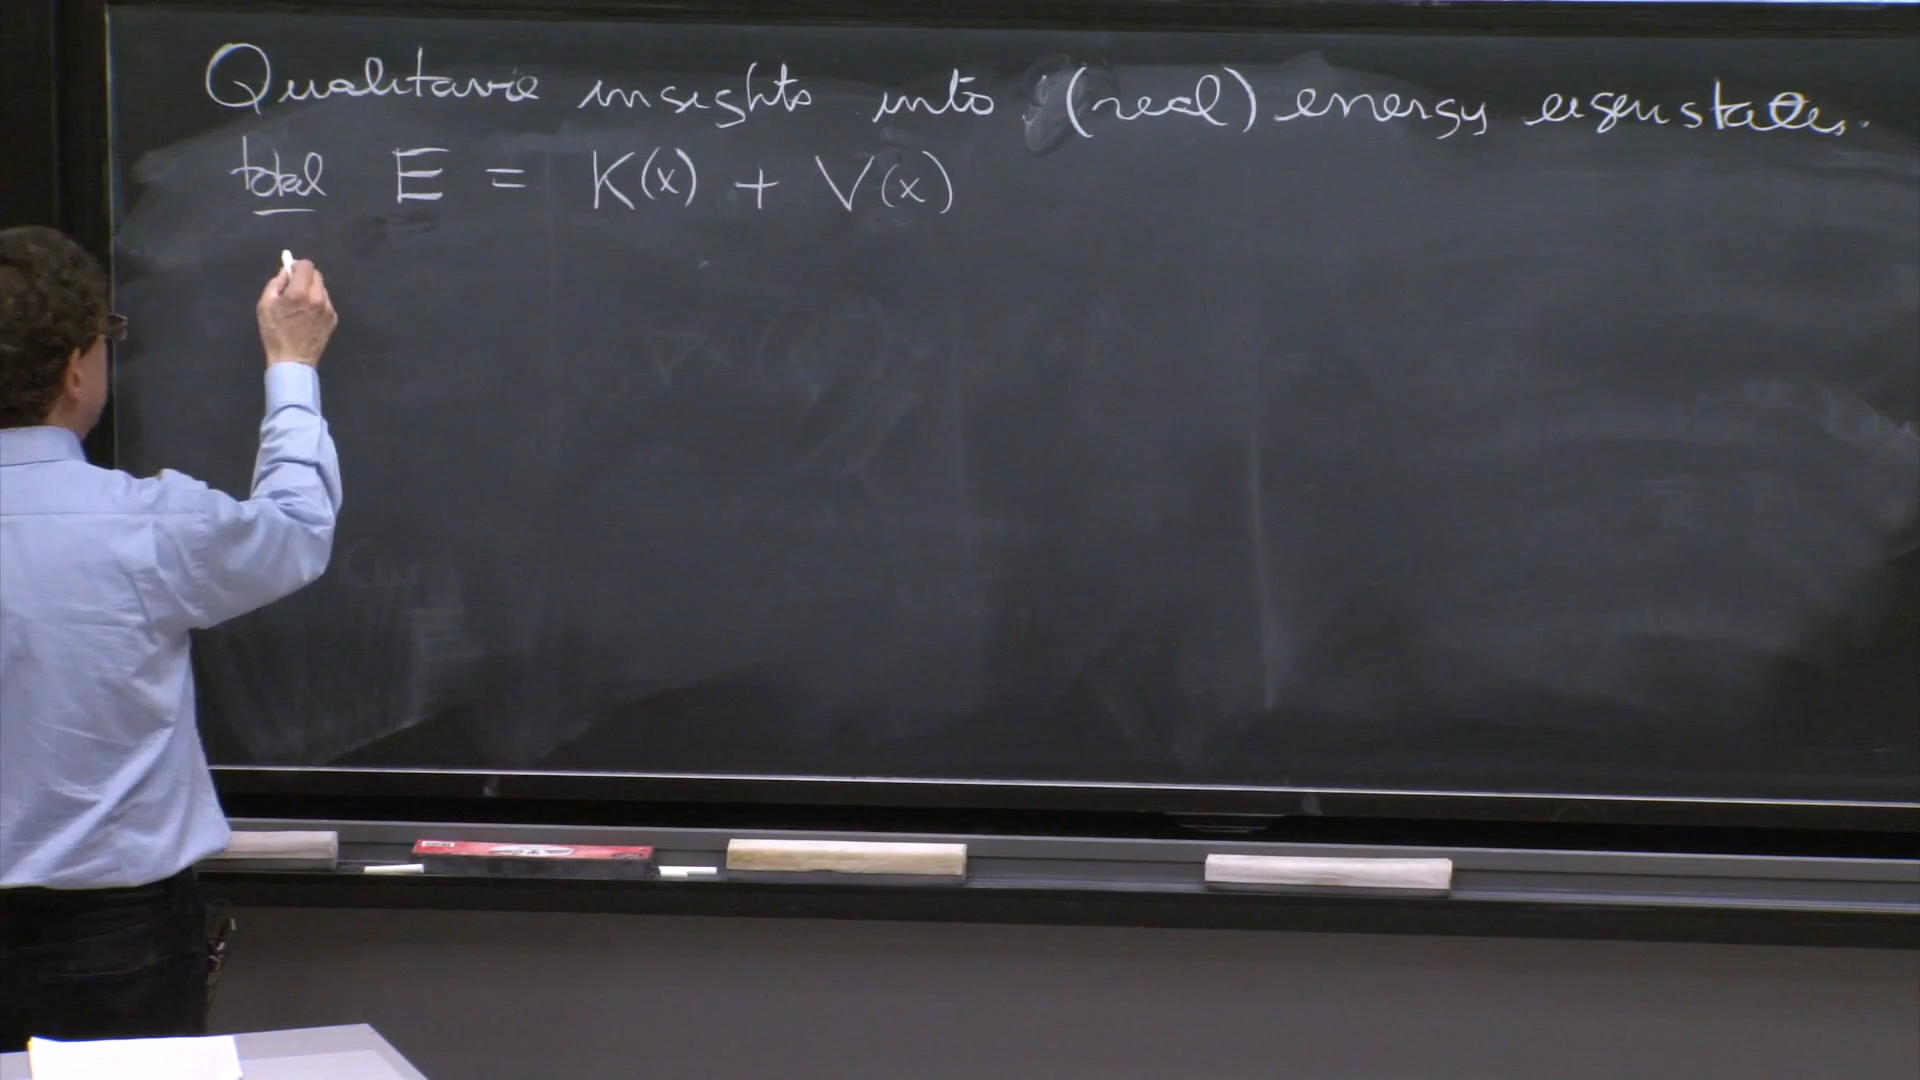 Qualitative insights into (real) energy eigenstates.
total E = K(x) + V(x)